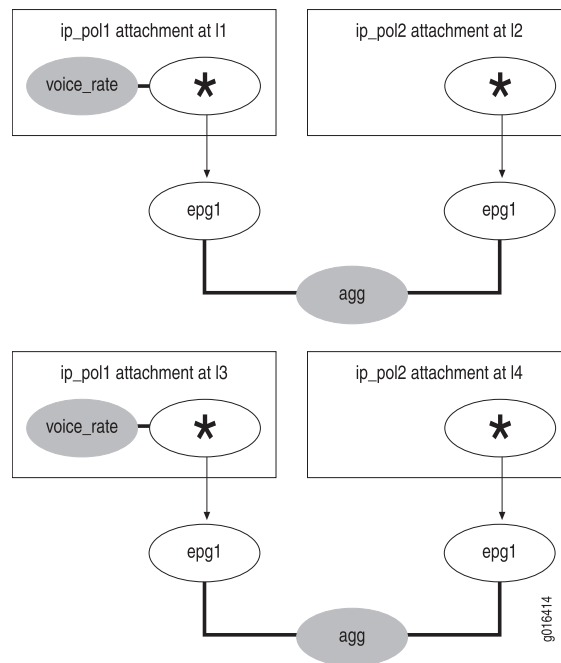 ip_pol1 attachment at l1
ip_pol2 attachment at l2
voice_rate
*
*
epg1
epg1
agg
ip_pol1 attachment at l3
ip_pol2 attachment at l4
voice_rate
*
*
epg1
epg1
agg
g016414